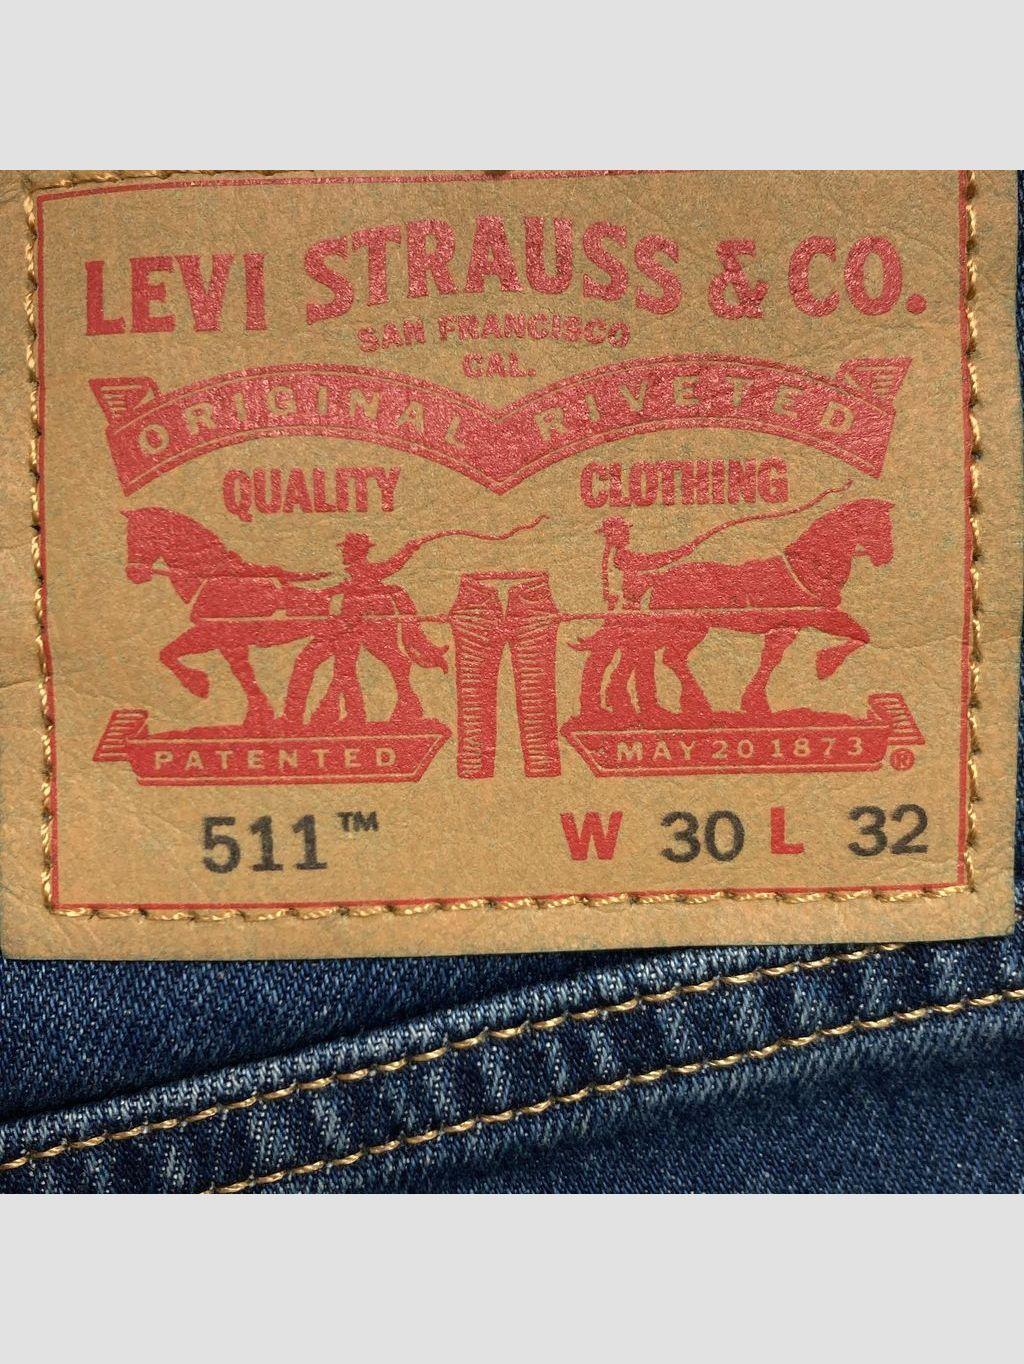 LEVI STRAUSS & CO.
SAN FRANCISCO
CAL.
ORIGINAL RIVETED
QUALITY CLOTHING
PATENTED MAY 20 1873 ®
511™ W 30 L 32